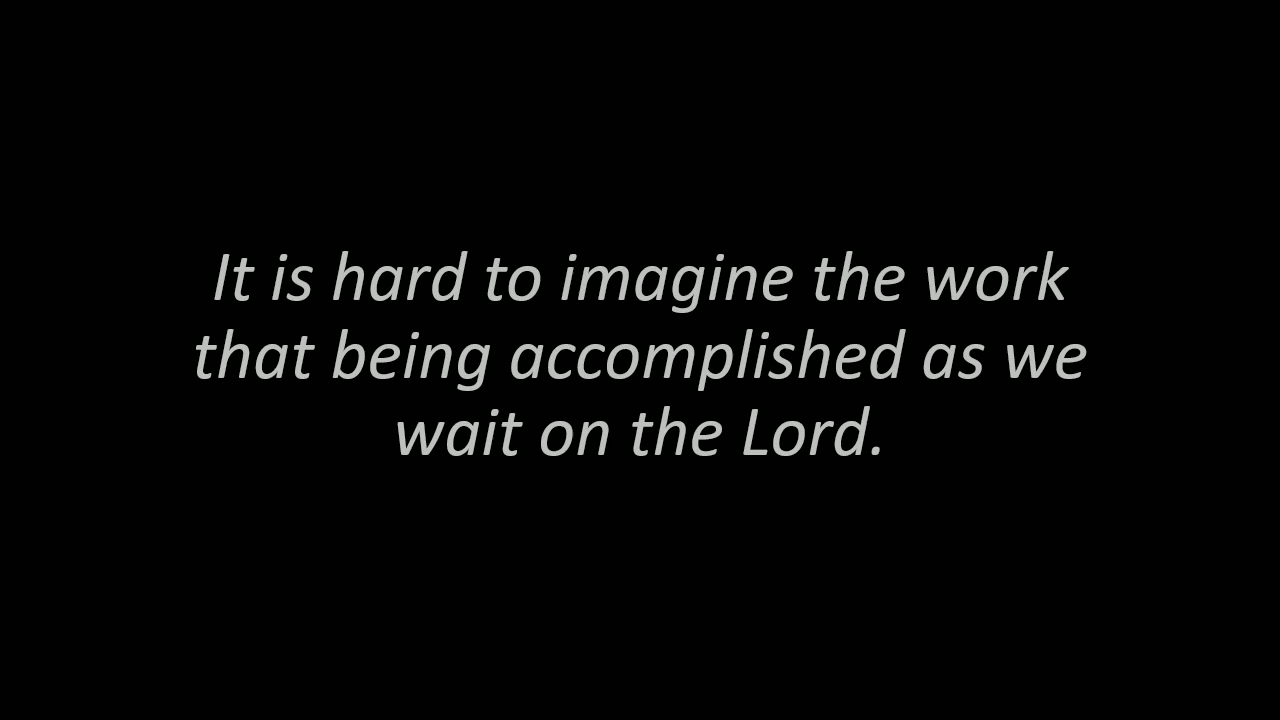 It is hard to imagine the work
that being accomplished as we
wait on the Lord.